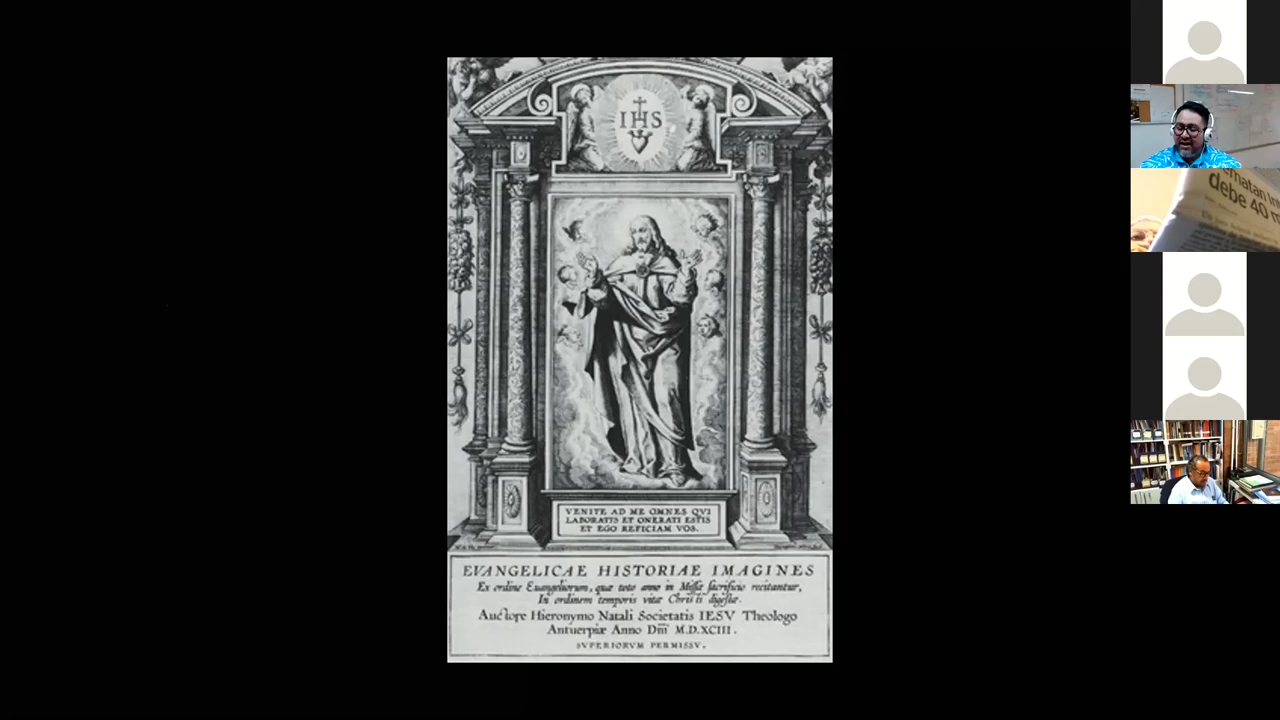 IHS
VENITE AD ME OMNES QVI
LABORATIS ET ONERATI ESTIS
ET EGO REFICIAM VOS.
EVANGELICAE HISTORIAE IMAGINES
Ex ordine Euangeliorum, quæ toto anno in Missæ sacrificio recitantur,
In ordinem temporis vitæ Christi digestæ.
Auctore Hieronymo Natali Societatis IESV Theologo
Antuerpiæ Anno Dñi M.D.XCIII.
SVPERIORVM PERMISSV.
debe 40